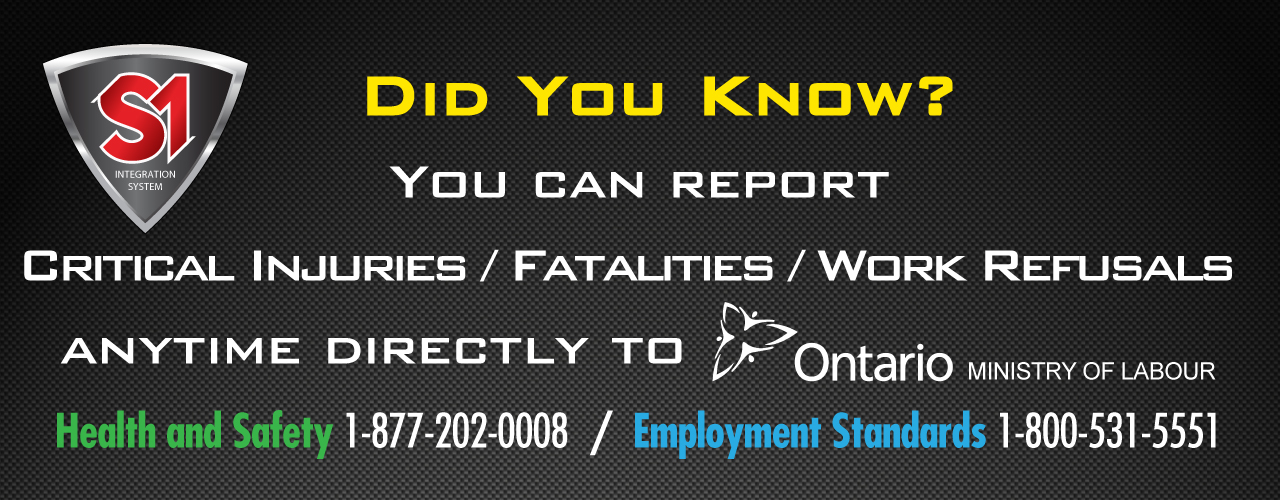 S1
INTEGRATION
SYSTEM
DID YOU KNOW?
YOU CAN REPORT
CRITICAL INJURIES / FATALITIES / WORK REFUSALS
ANYTIME DIRECTLY TO Ontario MINISTRY OF LABOUR
Health and Safety 1-877-202-0008 / Employment Standards 1-800-531-5551